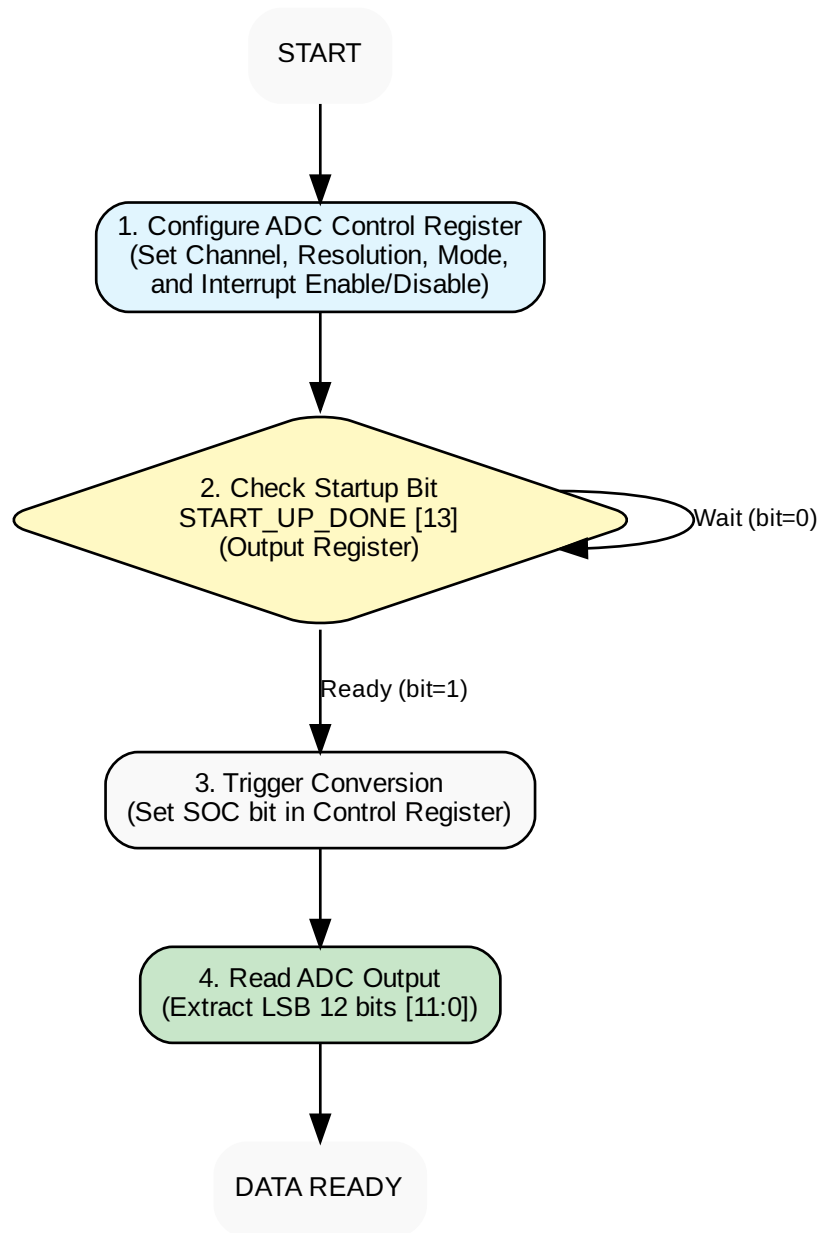 START
1. Configure ADC Control Register
(Set Channel, Resolution, Mode,
and Interrupt Enable/Disable)
2. Check Startup Bit
START_UP_DONE [13]
(Output Register)
Wait (bit=0)
Ready (bit=1)
3. Trigger Conversion
(Set SOC bit in Control Register)
4. Read ADC Output
(Extract LSB 12 bits [11:0])
DATA READY